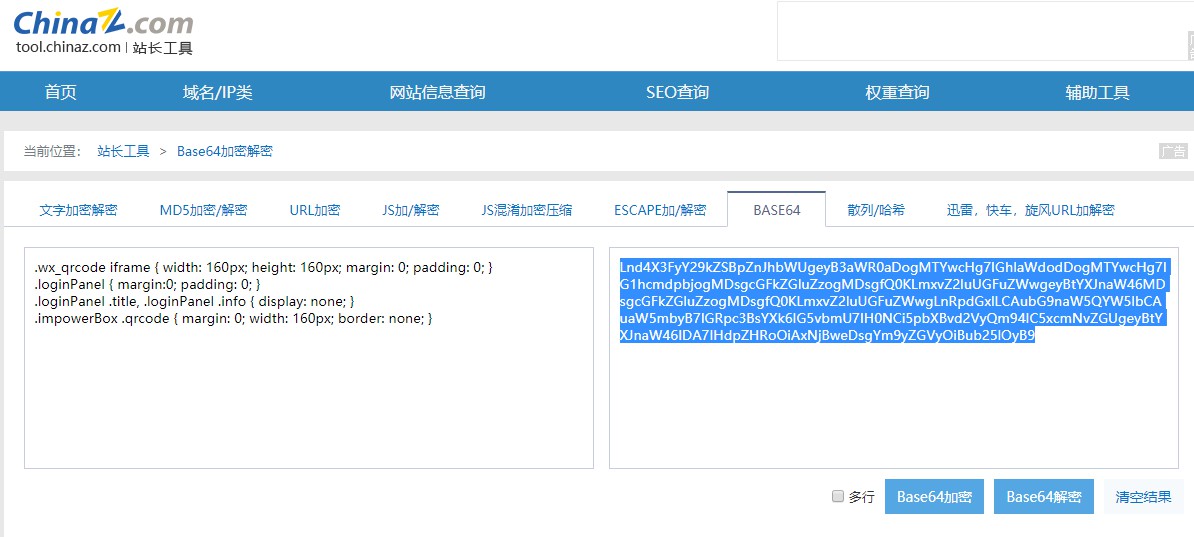 ChinaZ.com
tool.chinaz.com | 站长工具
首页 域名/IP类 网站信息查询 SEO查询 权重查询 辅助工具
当前位置： 站长工具 > Base64加密解密
广告
文字加密解密 MD5加密/解密 URL加密 JS加/解密 JS混淆加密压缩 ESCAPE加/解密 BASE64 散列/哈希 迅雷，快车，旋风URL加解密
.wx_qrcode iframe { width: 160px; height: 160px; margin: 0; padding: 0; }
.loginPanel { margin:0; padding: 0; }
.loginPanel .title, .loginPanel .info { display: none; }
.impowerBox .qrcode { margin: 0; width: 160px; border: none; }
Lnd4X3FyY29kZSBpZnJhbWUgeyB3aWR0aDogMTYwcHg7IGhlaWdodDogMTYwcHg7I
G1hcmdpbjogMDsgcGFkZGluZzogMDsgfQ0KLmxvZ2luUGFuZWwgeyBtYXJnaW46MD
sgcGFkZGluZzogMDsgfQ0KLmxvZ2luUGFuZWwgLnRpdGxlLCAubG9naW5QYW5lbCA
uaW5mbyB7IGRpc3BsYXk6IG5vbmU7IH0NCi5pbXBvd2VyQm94IC5xcmNvZGUgeyBtY
XJnaW46IDA7IHdpZHRoOiAxNjBweDsgYm9yZGVyOiBub25lOyB9
多行 Base64加密 Base64解密 清空结果